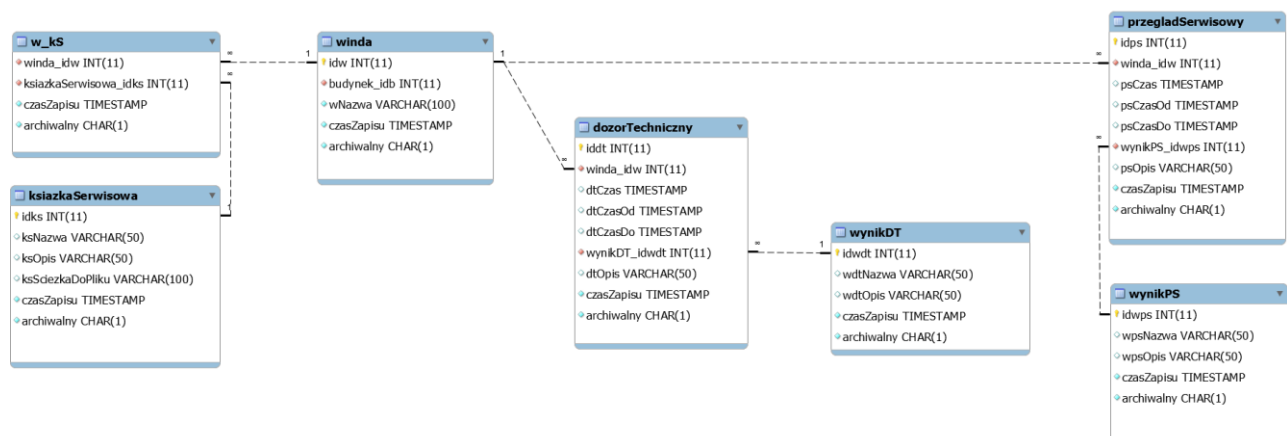 w_kS
winda_idw INT(11)
ksiazkaSerwisowa_idks INT(11)
czasZapisu TIMESTAMP
archiwalny CHAR(1)
∞
∞
1
ksiazkaSerwisowa
idks INT(11)
ksNazwa VARCHAR(50)
ksOpis VARCHAR(50)
ksSciezkaDoPliku VARCHAR(100)
czasZapisu TIMESTAMP
archiwalny CHAR(1)
1
winda
idw INT(11)
budynek_idb INT(11)
wNazwa VARCHAR(100)
czasZapisu TIMESTAMP
archiwalny CHAR(1)
1
∞
dozorTechniczny
iddt INT(11)
winda_idw INT(11)
dtCzas TIMESTAMP
dtCzasOd TIMESTAMP
dtCzasDo TIMESTAMP
wynikDT_idwdt INT(11)
dtOpis VARCHAR(50)
czasZapisu TIMESTAMP
archiwalny CHAR(1)
∞
1
wynikDT
idwdt INT(11)
wdtNazwa VARCHAR(50)
wdtOpis VARCHAR(50)
czasZapisu TIMESTAMP
archiwalny CHAR(1)
∞
przegladSerwisowy
idps INT(11)
winda_idw INT(11)
psCzas TIMESTAMP
psCzasOd TIMESTAMP
psCzasDo TIMESTAMP
wynikPS_idwps INT(11)
psOpis VARCHAR(50)
czasZapisu TIMESTAMP
archiwalny CHAR(1)
∞
1
wynikPS
idwps INT(11)
wpsNazwa VARCHAR(50)
wpsOpis VARCHAR(50)
czasZapisu TIMESTAMP
archiwalny CHAR(1)